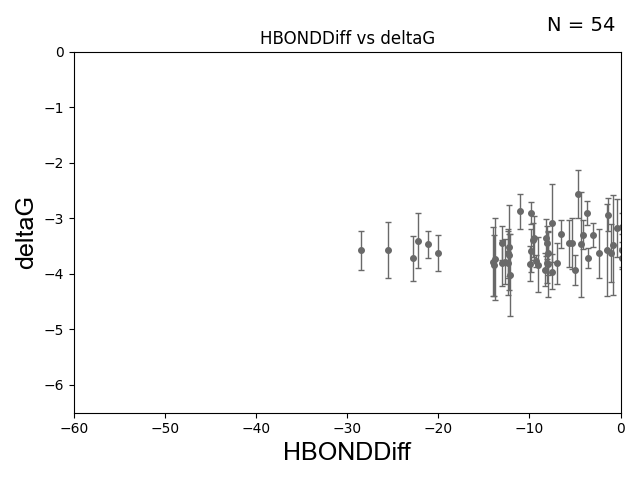 N = 54
HBONDDiff vs deltaG
0
−1
−2
−3
−4
−5
−6
deltaG
−60 −50 −40 −30 −20 −10 0
HBONDDiff